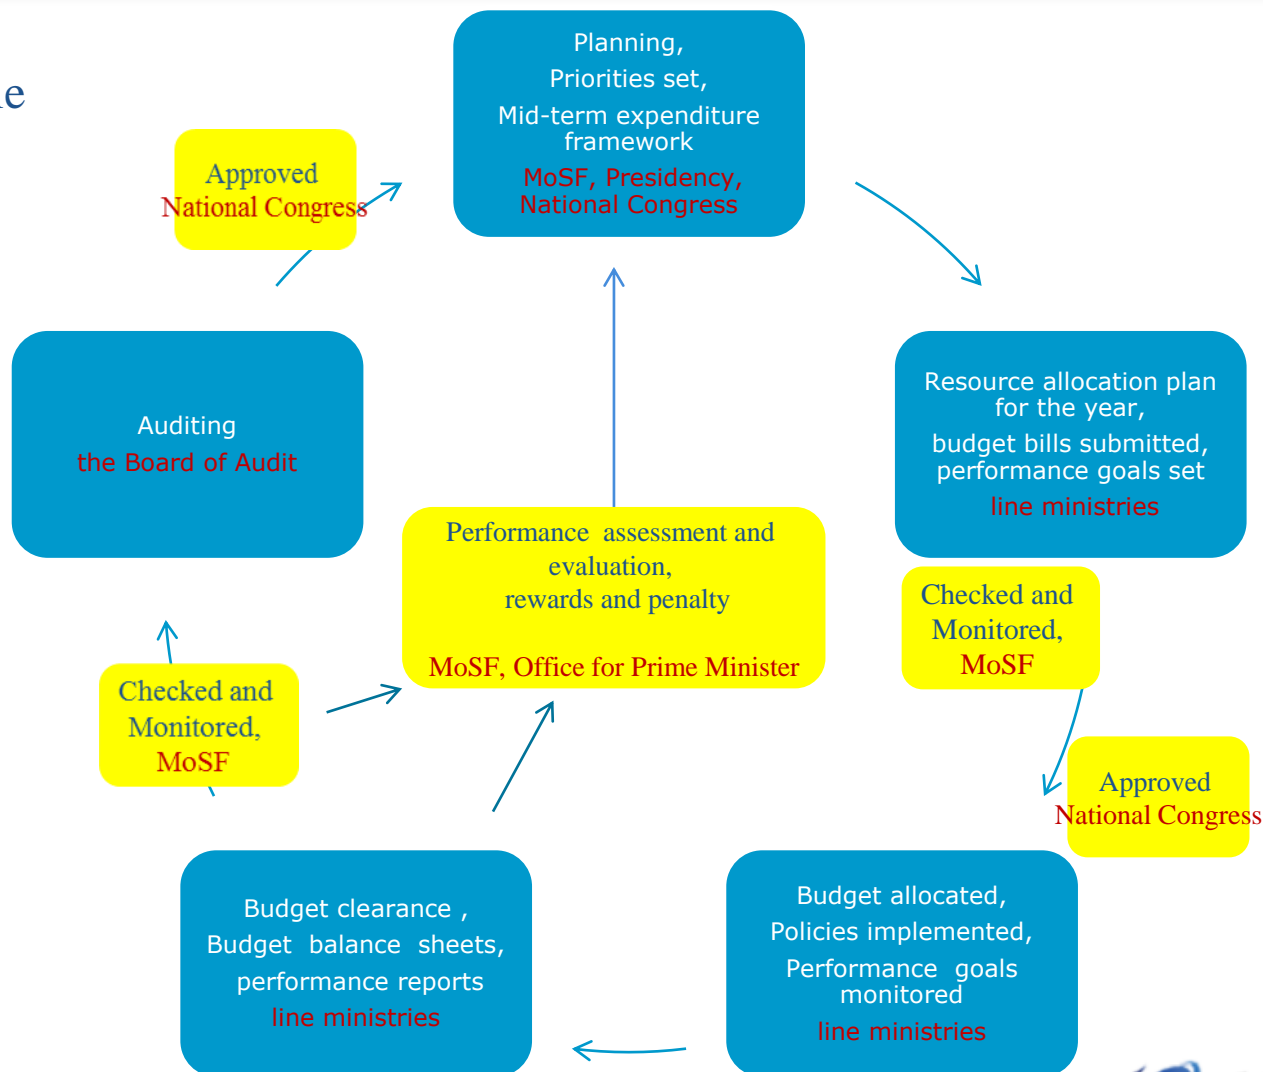 Planning,
Priorities set,
Mid-term expenditure
framework
MoSF, Presidency,
National Congress
Approved
National Congress
Auditing
the Board of Audit
Resource allocation plan
for the year,
budget bills submitted,
performance goals set
line ministries
Performance assessment and
evaluation,
rewards and penalty
MoSF, Office for Prime Minister
Checked and
Monitored,
MoSF
Checked and
Monitored,
MoSF
Approved
National Congress
Budget clearance ,
Budget balance sheets,
performance reports
line ministries
Budget allocated,
Policies implemented,
Performance goals
monitored
line ministries